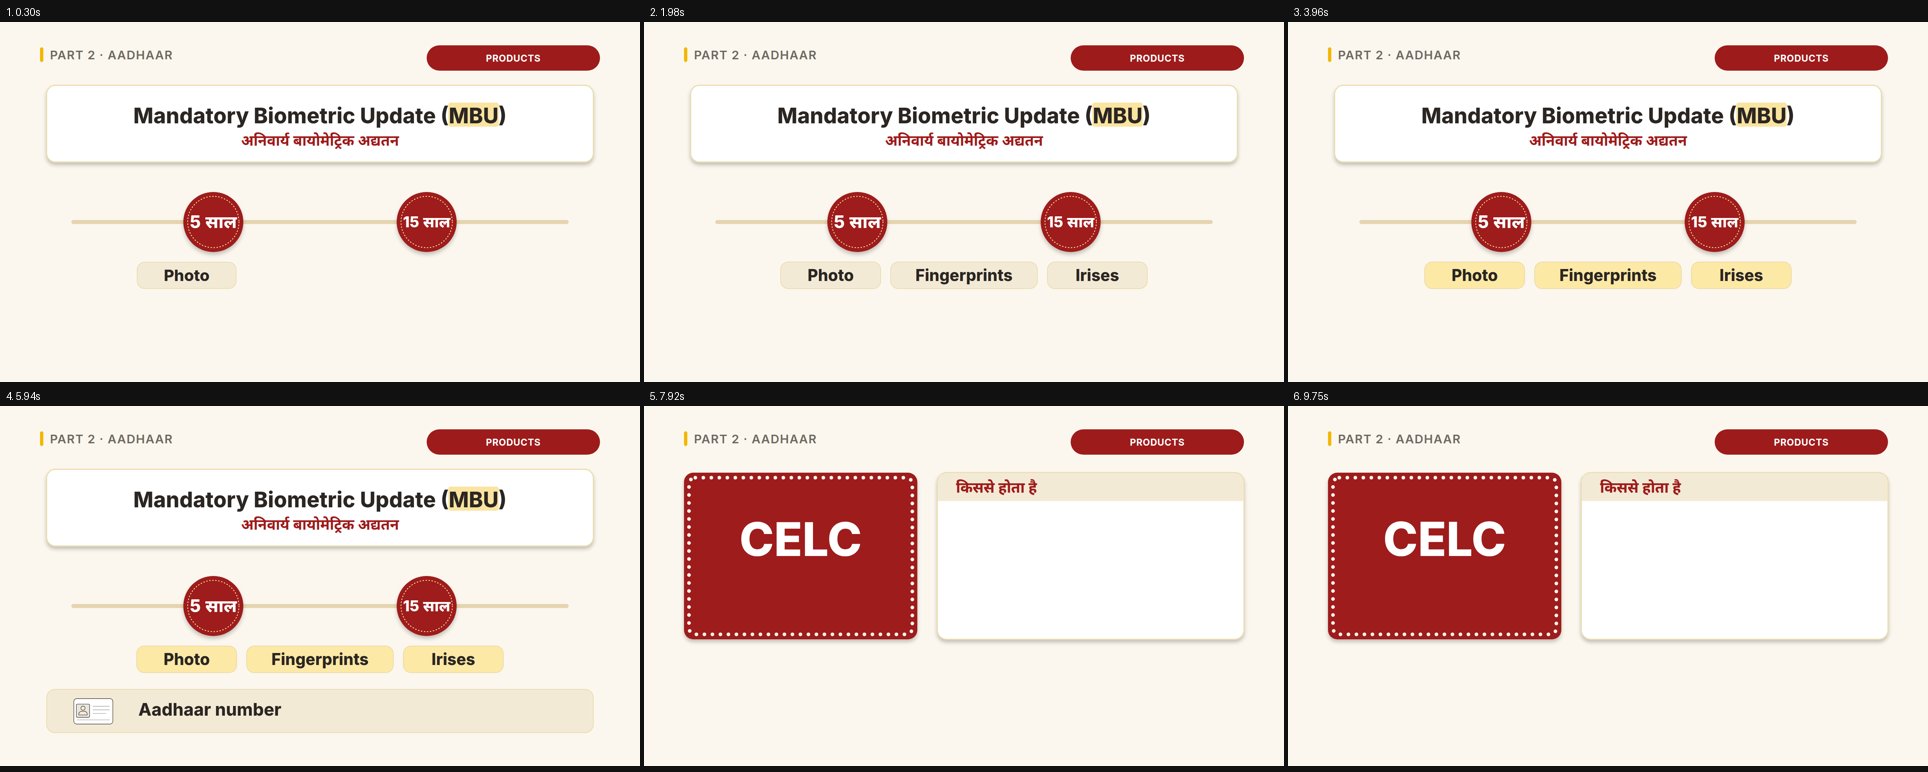 1. 0.30s
PART 2 · AADHAAR
PRODUCTS
Mandatory Biometric Update (MBU)
अनिवार्य बायोमेट्रिक अद्यतन
5 साल
15 साल
Photo
2. 1.98s
PART 2 · AADHAAR
PRODUCTS
Mandatory Biometric Update (MBU)
अनिवार्य बायोमेट्रिक अद्यतन
5 साल
15 साल
Photo
Fingerprints
Irises
3. 3.96s
PART 2 · AADHAAR
PRODUCTS
Mandatory Biometric Update (MBU)
अनिवार्य बायोमेट्रिक अद्यतन
5 साल
15 साल
Photo
Fingerprints
Irises
4. 5.94s
PART 2 · AADHAAR
PRODUCTS
Mandatory Biometric Update (MBU)
अनिवार्य बायोमेट्रिक अद्यतन
5 साल
15 साल
Photo
Fingerprints
Irises
Aadhaar number
5. 7.92s
PART 2 · AADHAAR
PRODUCTS
CELC
किससे होता है
6. 9.75s
PART 2 · AADHAAR
PRODUCTS
CELC
किससे होता है